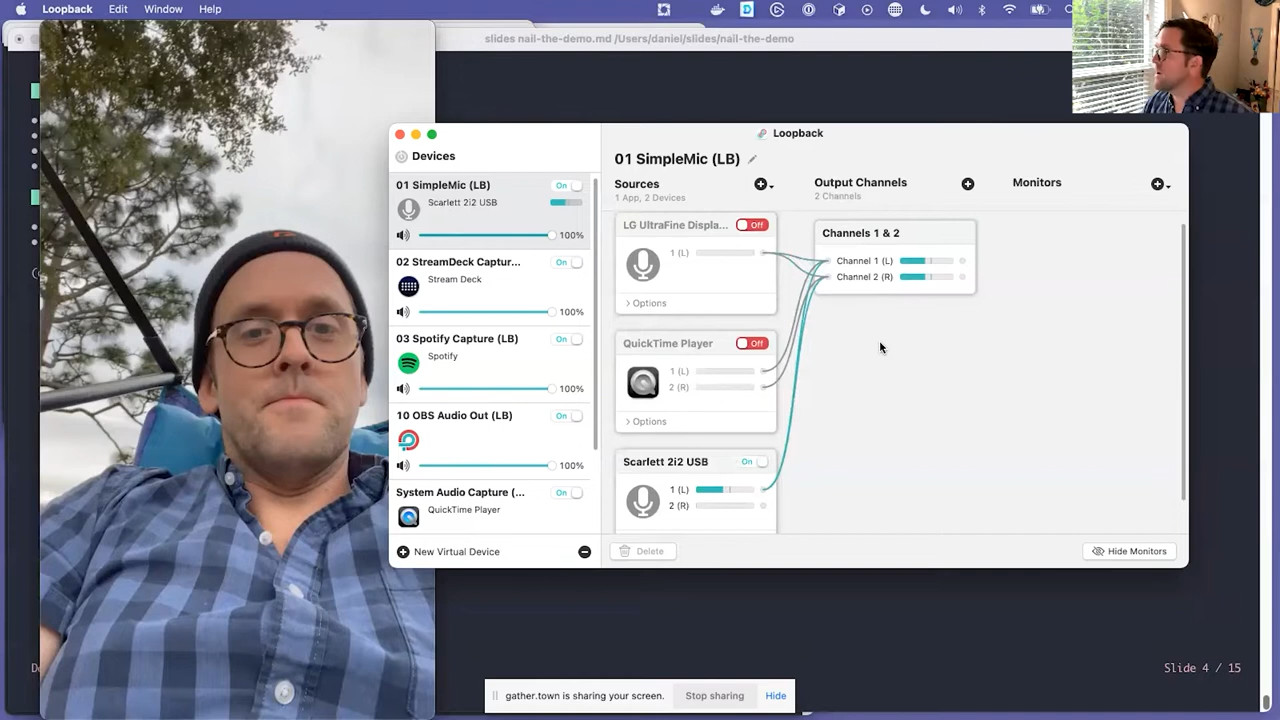 Loopback Edit Window Help
slides nail-the-demo.md /Users/daniel/slides/nail-the-demo
Loopback
Devices
01 SimpleMic (LB)
On
Scarlett 2i2 USB
100%
02 StreamDeck Captur...
On
Stream Deck
100%
03 Spotify Capture (LB)
On
Spotify
100%
10 OBS Audio Out (LB)
On
100%
System Audio Capture (...
On
QuickTime Player
New Virtual Device
01 SimpleMic (LB)
Sources
1 App, 2 Devices
Output Channels
2 Channels
Monitors
LG UltraFine Displa...
Off
1 (L)
Options
QuickTime Player
Off
1 (L)
2 (R)
Options
Scarlett 2i2 USB
On
1 (L)
2 (R)
Channels 1 & 2
Channel 1 (L)
Channel 2 (R)
Delete
Hide Monitors
Slide 4 / 15
gather.town is sharing your screen.
Stop sharing
Hide